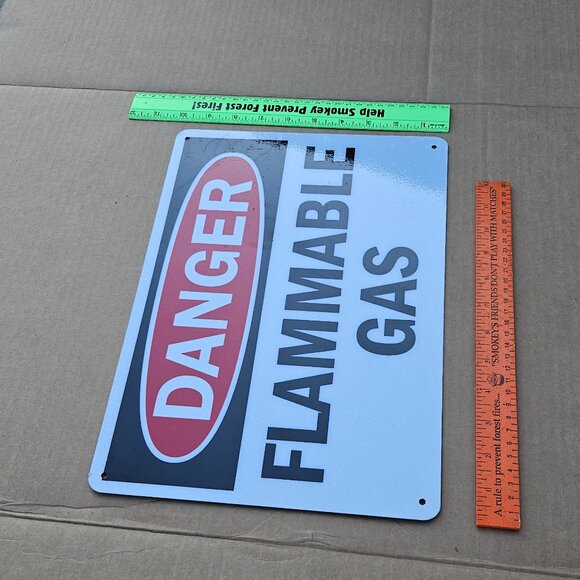 Help Smokey Prevent Forest Fires!
DANGER
FLAMMABLE
GAS
"SMOKEY'S FRIENDS DON'T PLAY WITH MATCHES"
A rule to prevent forest fires...